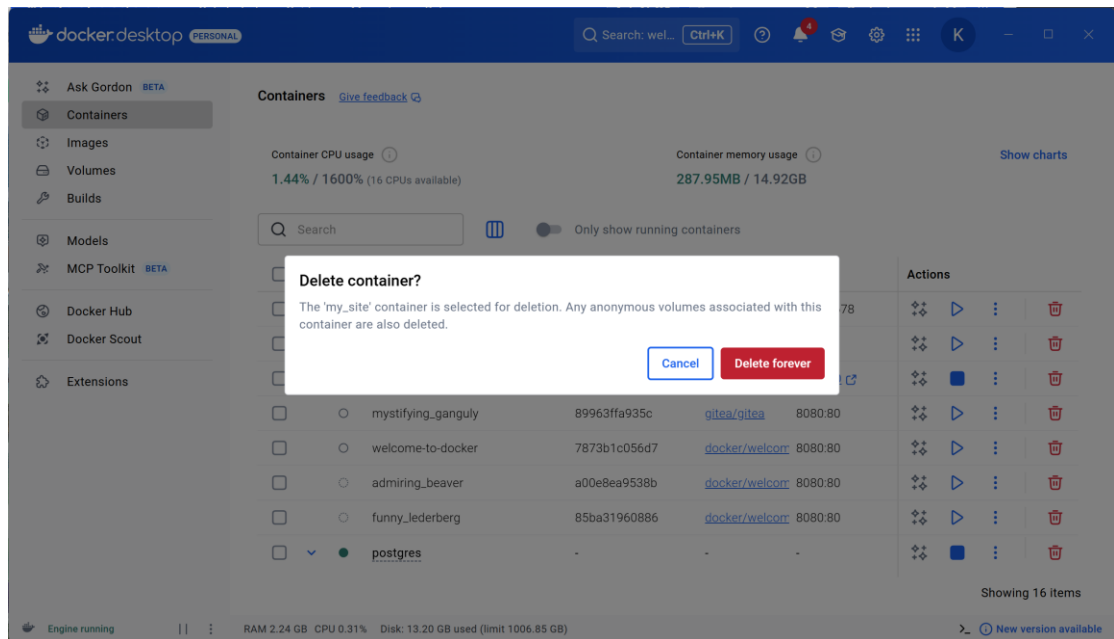 docker.desktop PERSONAL
Search: wel... Ctrl+K
4
K
Ask Gordon BETA
Containers
Images
Volumes
Builds
Models
MCP Toolkit BETA
Docker Hub
Docker Scout
Extensions
Containers Give feedback
Container CPU usage
1.44% / 1600% (16 CPUs available)
Container memory usage
287.95MB / 14.92GB
Show charts
Search
Only show running containers
Actions
78
Delete container?
The 'my_site' container is selected for deletion. Any anonymous volumes associated with this
container are also deleted.
Cancel Delete forever
mystifying_ganguly 89963ffa935c gitea/gitea 8080:80
welcome-to-docker 7873b1c056d7 docker/welcom 8080:80
admiring_beaver a00e8ea9538b docker/welcom 8080:80
funny_lederberg 85ba31960886 docker/welcom 8080:80
postgres - - -
Showing 16 items
Engine running
RAM 2.24 GB CPU 0.31% Disk: 13.20 GB used (limit 1006.85 GB)
>_ New version available